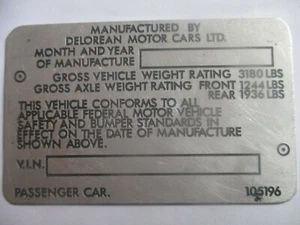 MANUFACTURED BY
DELOREAN MOTOR CARS LTD.
MONTH AND YEAR
OF MANUFACTURE
GROSS VEHICLE WEIGHT RATING 3180 LBS
GROSS AXLE WEIGHT RATING FRONT 1244 LBS
REAR 1936 LBS
THIS VEHICLE CONFORMS TO ALL
APPLICABLE FEDERAL MOTOR VEHICLE
SAFETY AND BUMPER STANDARDS IN
EFFECT ON THE DATE OF MANUFACTURE
SHOWN ABOVE.
V.I.N.
PASSENGER CAR. 105196